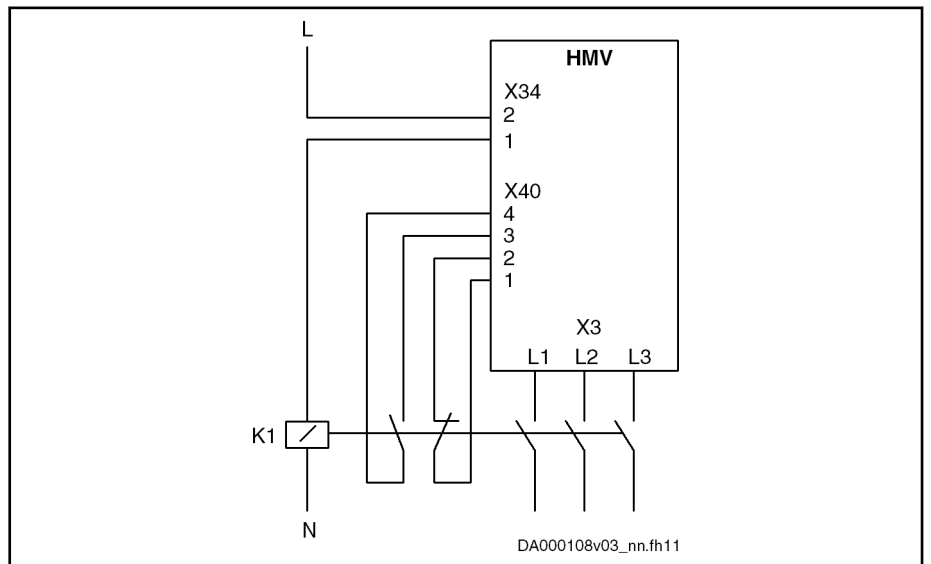 L
HMV
X34
2
1
X40
4
3
2
1
X3
L1 L2 L3
K1
N
DA000108v03_nn.fh11